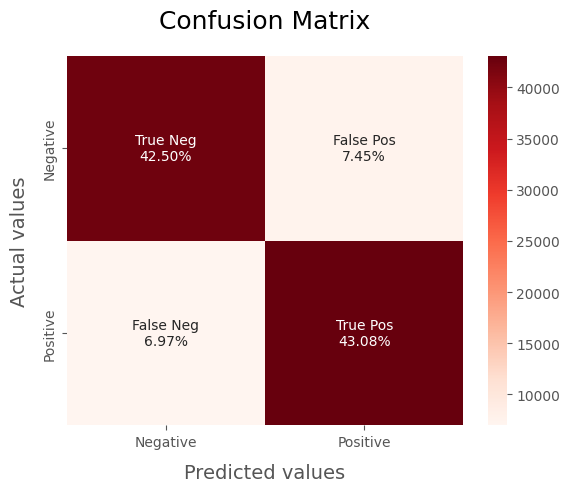 Confusion Matrix
Actual values
Negative
Positive
True Neg
42.50%
False Pos
7.45%
False Neg
6.97%
True Pos
43.08%
Negative
Positive
Predicted values
40000
35000
30000
25000
20000
15000
10000